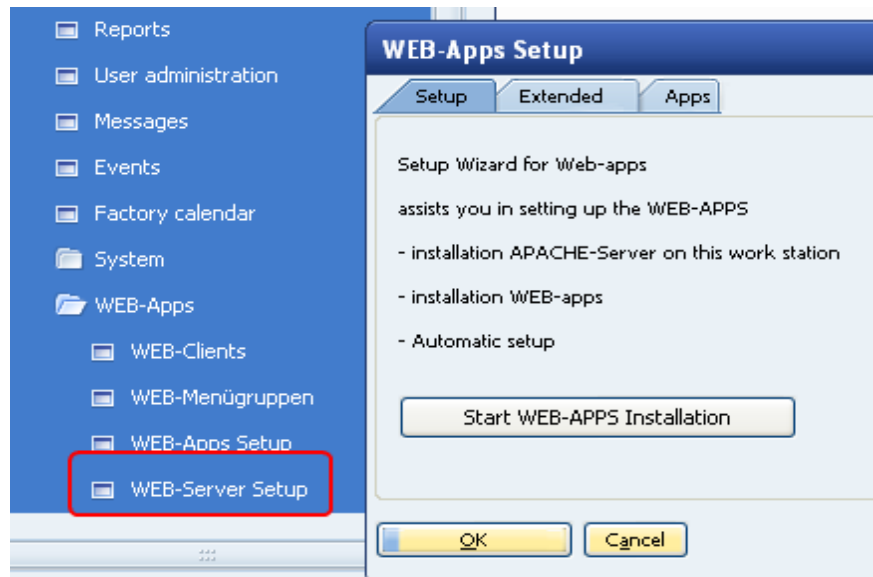 Reports
User administration
Messages
Events
Factory calendar
System
WEB-Apps
WEB-Clients
WEB-Menügruppen
WEB-Apps Setup
WEB-Server Setup
WEB-Apps Setup
Setup
Extended
Apps
Setup Wizard for Web-apps
assists you in setting up the WEB-APPS
- installation APACHE-Server on this work station
- installation WEB-apps
- Automatic setup
Start WEB-APPS Installation
OK
Cancel